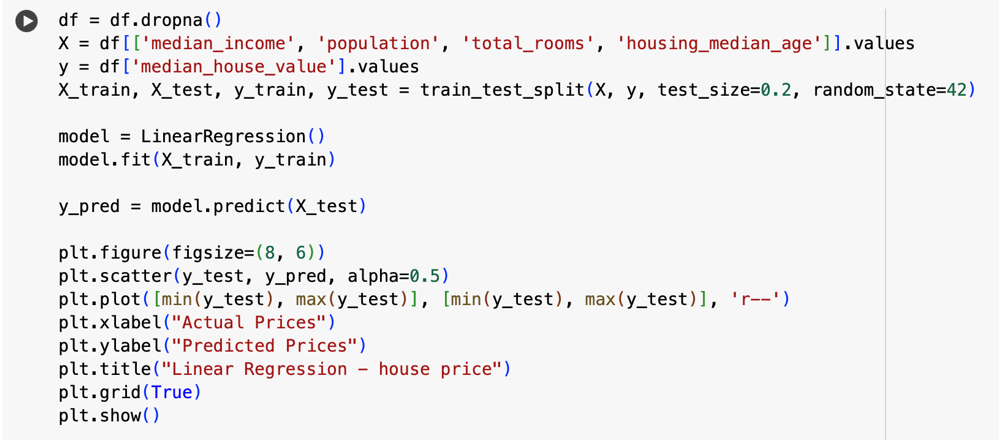 df = df.dropna()
X = df[['median_income', 'population', 'total_rooms', 'housing_median_age']].values
y = df['median_house_value'].values
X_train, X_test, y_train, y_test = train_test_split(X, y, test_size=0.2, random_state=42)
model = LinearRegression()
model.fit(X_train, y_train)
y_pred = model.predict(X_test)
plt.figure(figsize=(8, 6))
plt.scatter(y_test, y_pred, alpha=0.5)
plt.plot([min(y_test), max(y_test)], [min(y_test), max(y_test)], 'r--')
plt.xlabel("Actual Prices")
plt.ylabel("Predicted Prices")
plt.title("Linear Regression – house price")
plt.grid(True)
plt.show()